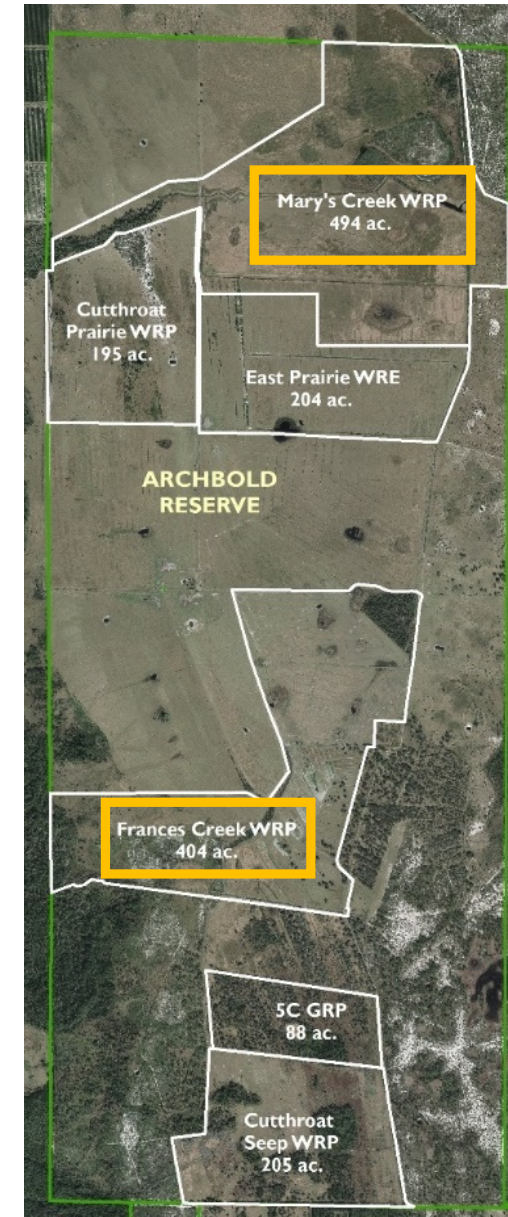 Mary's Creek WRP
494 ac.
Cutthroat
Prairie WRP
195 ac.
East Prairie WRE
204 ac.
ARCHBOLD
RESERVE
Frances Creek WRP
404 ac.
5C GRP
88 ac.
Cutthroat
Seep WRP
205 ac.